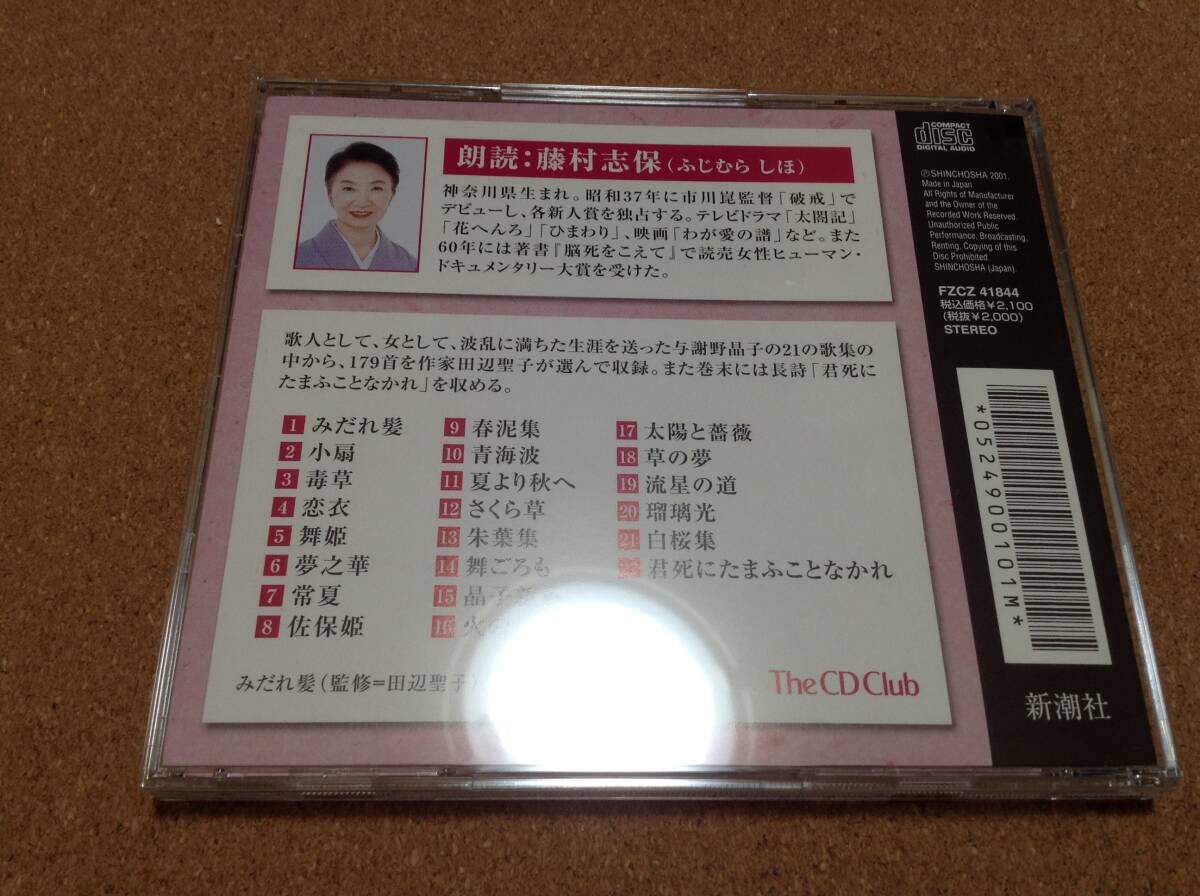 朗読：藤村志保（ふじむら しほ）
神奈川県生まれ。昭和37年に市川崑監督「破戒」で
デビューし、各新人賞を独占する。テレビドラマ「太閤記」
「花へんろ」「ひまわり」、映画「わが愛の譜」など。また
60年には著書『脳死をこえて』で読売女性ヒューマン・
ドキュメンタリー大賞を受けた。
歌人として、女として、波乱に満ちた生涯を送った与謝野晶子の21の歌集の
中から、179首を作家田辺聖子が選んで収録。また巻末には長詩「君死に
たまふことなかれ」を収める。
1 みだれ髪
2 小扇
3 毒草
4 恋衣
5 舞姫
6 夢之華
7 常夏
8 佐保姫
9 春泥集
10 青海波
11 夏より秋へ
12 さくら草
13 朱葉集
14 舞ごろも
15 晶子
16 火の
17 太陽と薔薇
18 草の夢
19 流星の道
20 瑠璃光
21 白桜集
22 君死にたまふことなかれ
みだれ髪（監修=田辺聖子）
The CD Club
COMPACT
disc
DIGITAL AUDIO
Ⓟ SHINCHOSHA 2001.
Made in Japan.
All Rights of Manufacturer
and the Owner of the
Recorded Work Reserved.
Unauthorized Public
Performance, Broadcasting,
Renting, Copying of this
Disc Prohibited.
SHINCHOSHA (Japan).
FZCZ 41844
税込価格￥2,100
(税抜￥2,000)
STEREO
*0524900101M*
新潮社